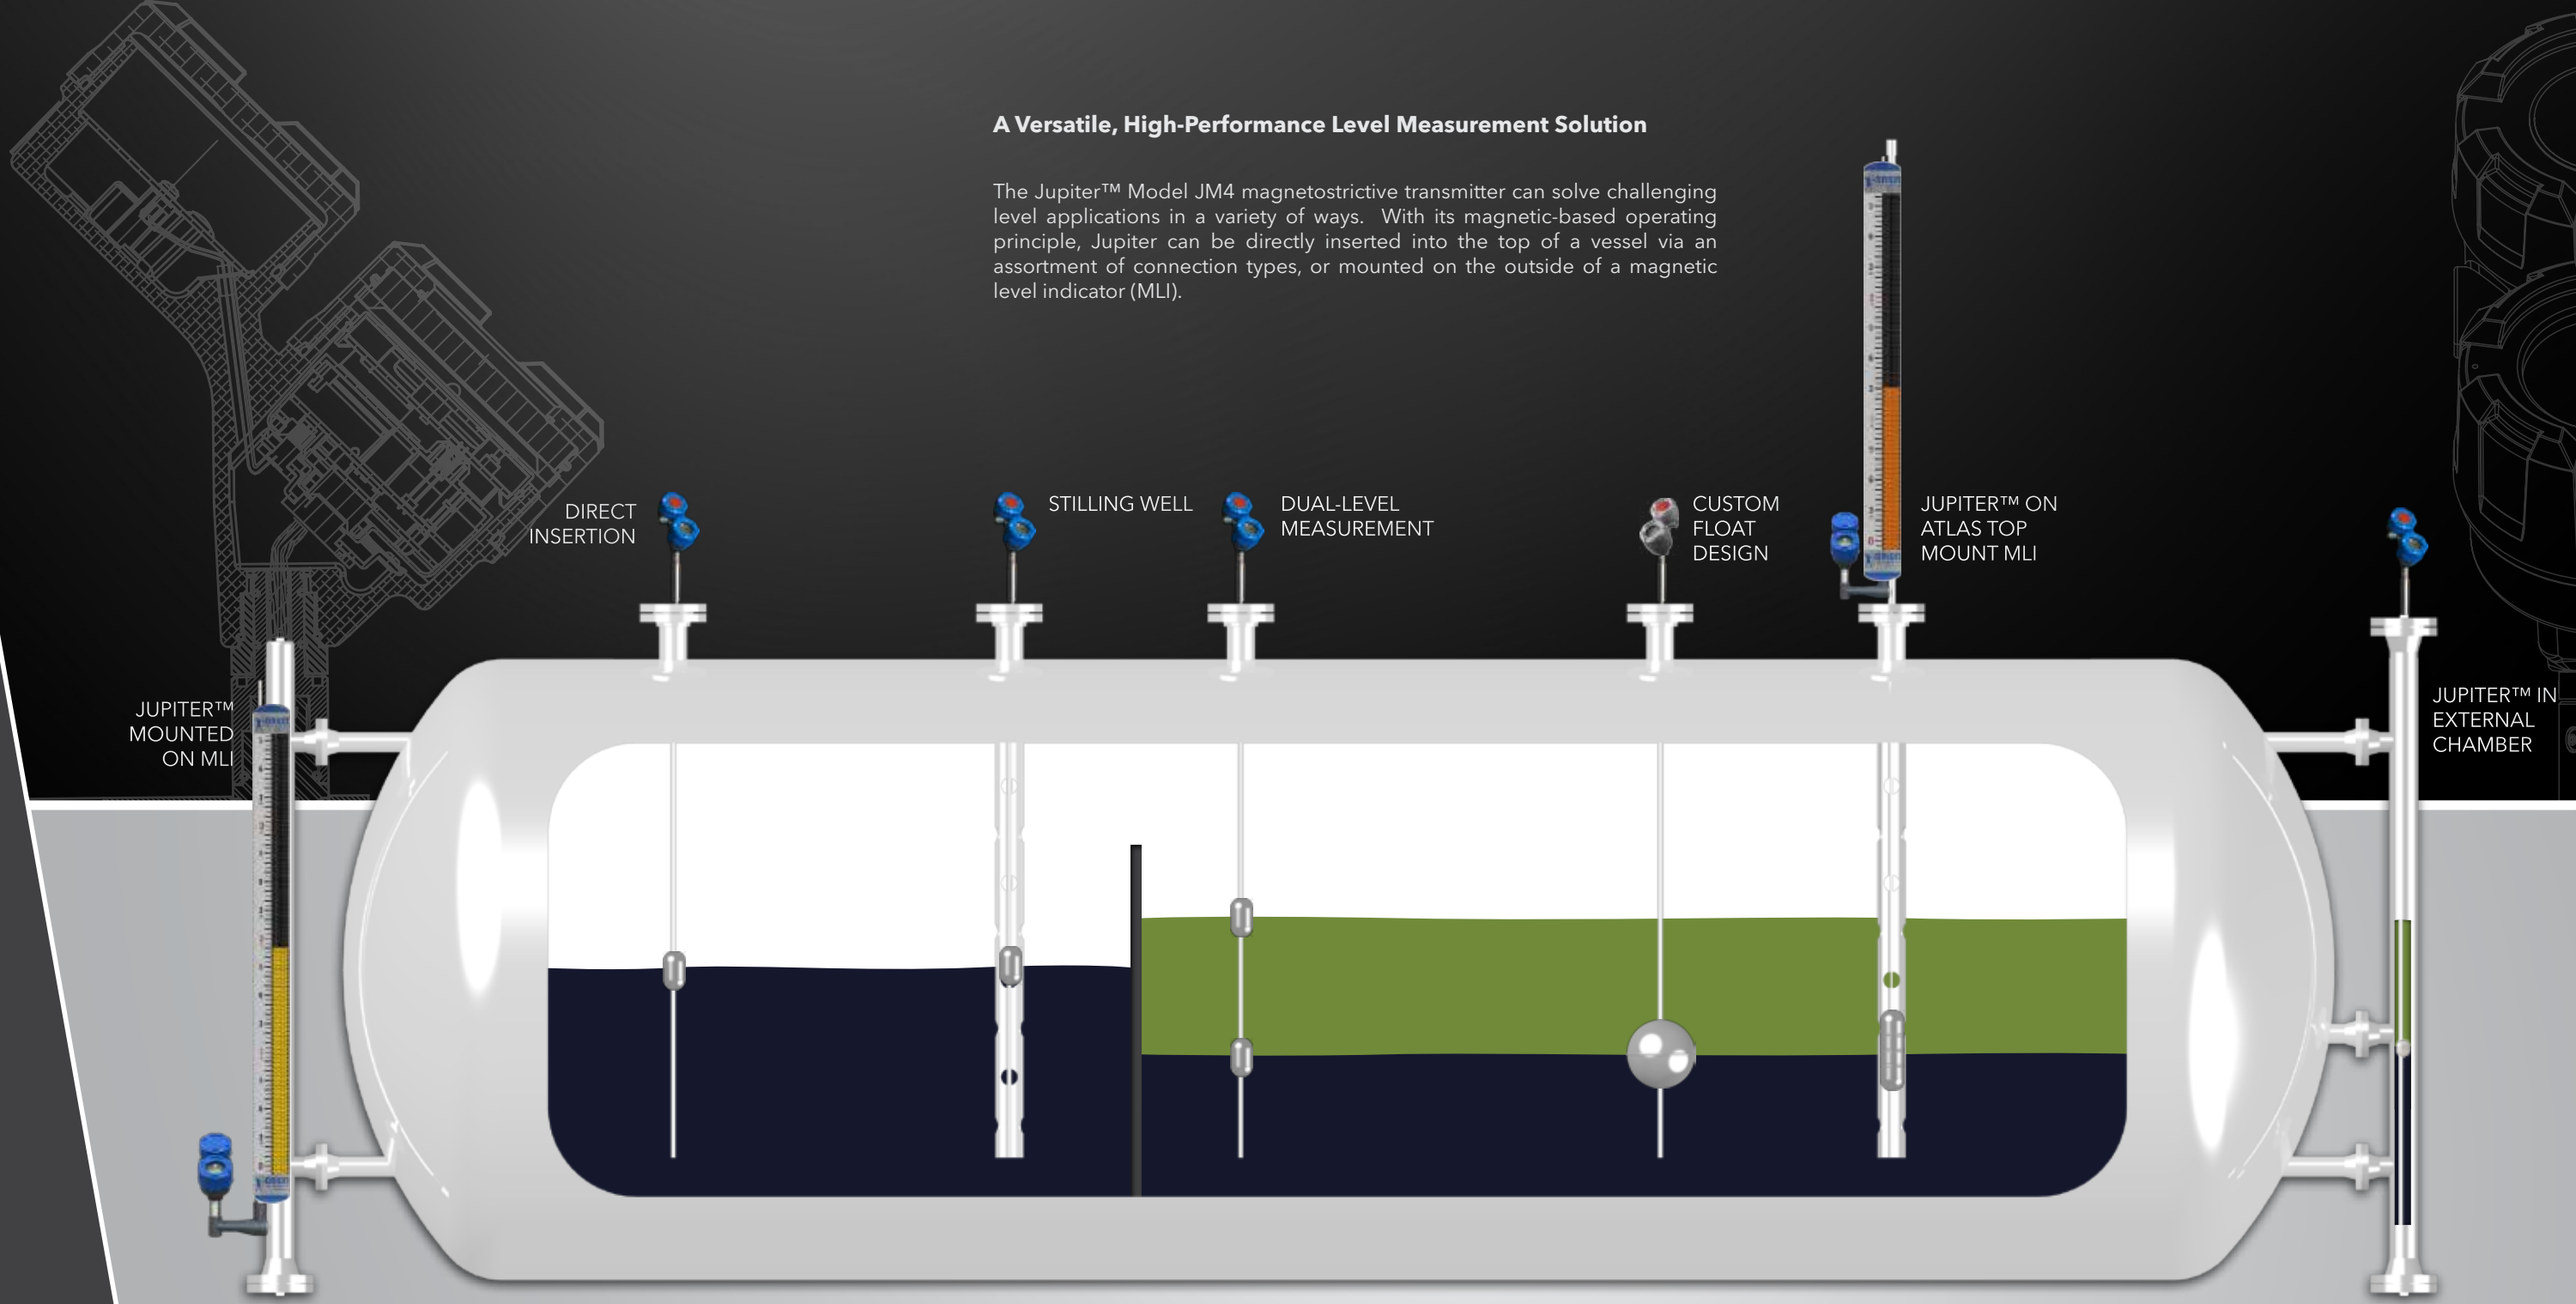 A Versatile, High-Performance Level Measurement Solution
The Jupiter™ Model JM4 magnetostrictive transmitter can solve challenging
level applications in a variety of ways. With its magnetic-based operating
principle, Jupiter can be directly inserted into the top of a vessel via an
assortment of connection types, or mounted on the outside of a magnetic
level indicator (MLI).
DIRECT
INSERTION
STILLING WELL
DUAL-LEVEL
MEASUREMENT
CUSTOM
FLOAT
DESIGN
JUPITER™ ON
ATLAS TOP
MOUNT MLI
JUPITER™
MOUNTED
ON MLI
JUPITER™ IN
EXTERNAL
CHAMBER